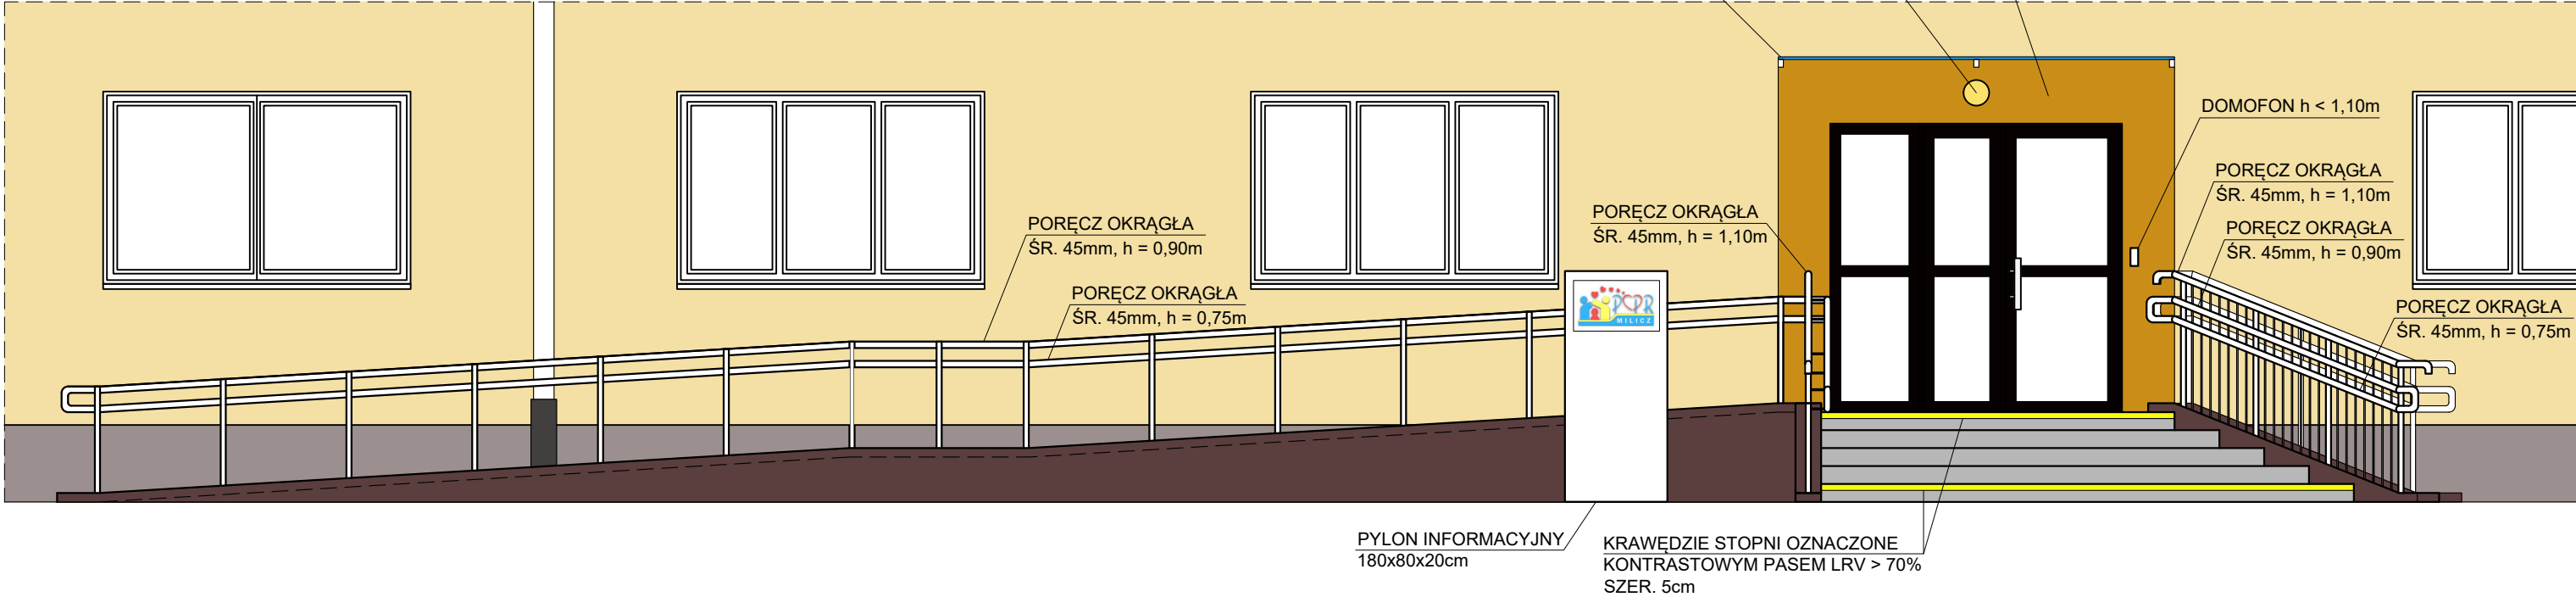 DOMOFON h < 1,10m
PORĘCZ OKRĄGŁA
ŚR. 45mm, h = 1,10m
PORĘCZ OKRĄGŁA
ŚR. 45mm, h = 0,90m
PORĘCZ OKRĄGŁA
ŚR. 45mm, h = 0,75m
PORĘCZ OKRĄGŁA
ŚR. 45mm, h = 1,10m
PORĘCZ OKRĄGŁA
ŚR. 45mm, h = 0,90m
PORĘCZ OKRĄGŁA
ŚR. 45mm, h = 0,75m
PCPR
MILICZ
PYLON INFORMACYJNY
180x80x20cm
KRAWĘDZIE STOPNI OZNACZONE
KONTRASTOWYM PASEM LRV > 70%
SZER. 5cm